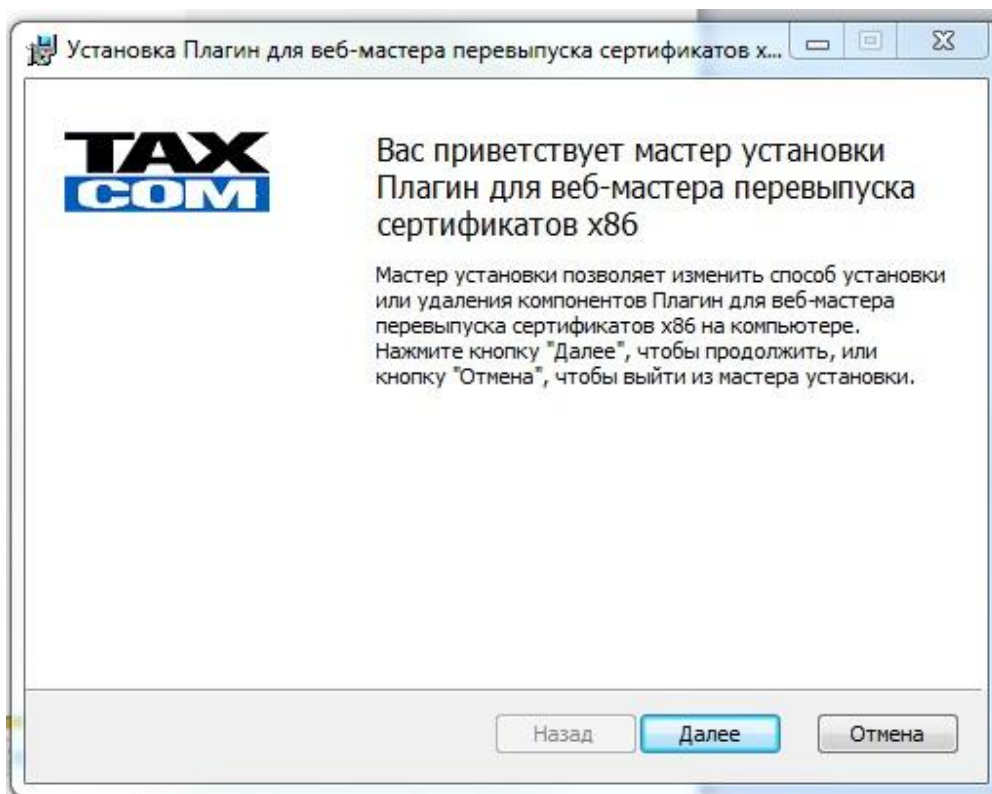 Установка Плагин для веб-мастера перевыпуска сертификатов x...
TAX
COM
Вас приветствует мастер установки
Плагин для веб-мастера перевыпуска
сертификатов x86
Мастер установки позволяет изменить способ установки
или удаления компонентов Плагин для веб-мастера
перевыпуска сертификатов x86 на компьютере.
Нажмите кнопку "Далее", чтобы продолжить, или
кнопку "Отмена", чтобы выйти из мастера установки.
Назад Далее Отмена